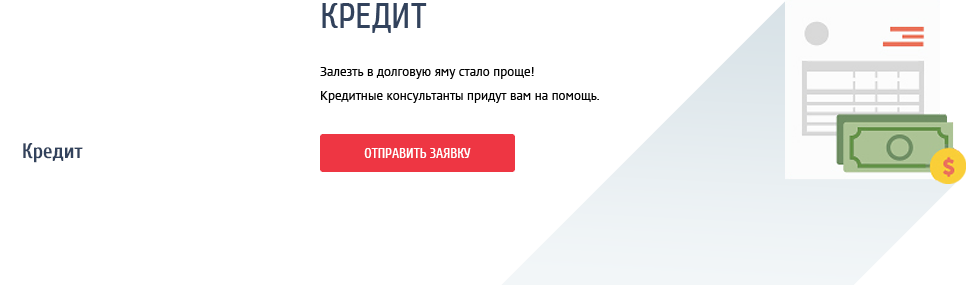 КРЕДИТ
Залезть в долговую яму стало проще!
Кредитные консультанты придут вам на помощь.
Кредит
ОТПРАВИТЬ ЗАЯВКУ
$